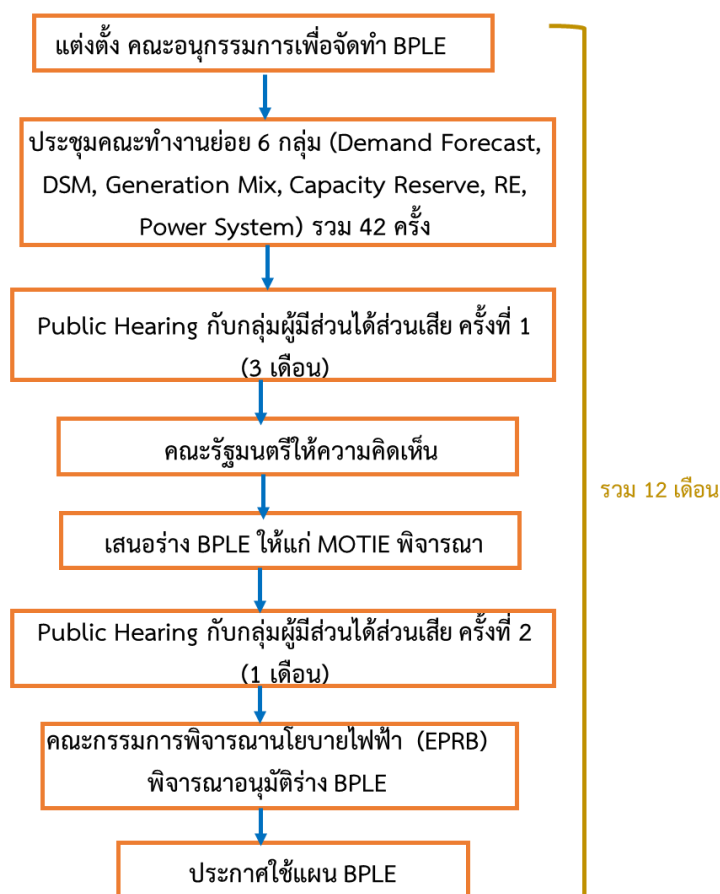 แต่งตั้ง คณะอนุกรรมการเพื่อจัดทำ BPLE
ประชุมคณะทำงานย่อย 6 กลุ่ม (Demand Forecast,
DSM, Generation Mix, Capacity Reserve, RE,
Power System) รวม 42 ครั้ง
Public Hearing กับกลุ่มผู้มีส่วนได้ส่วนเสีย ครั้งที่ 1
(3 เดือน)
คณะรัฐมนตรีให้ความคิดเห็น
เสนอร่าง BPLE ให้แก่ MOTIE พิจารณา
Public Hearing กับกลุ่มผู้มีส่วนได้ส่วนเสีย ครั้งที่ 2
(1 เดือน)
คณะกรรมการพิจารณานโยบายไฟฟ้า (EPRB)
พิจารณาอนุมัติร่าง BPLE
ประกาศใช้แผน BPLE
รวม 12 เดือน